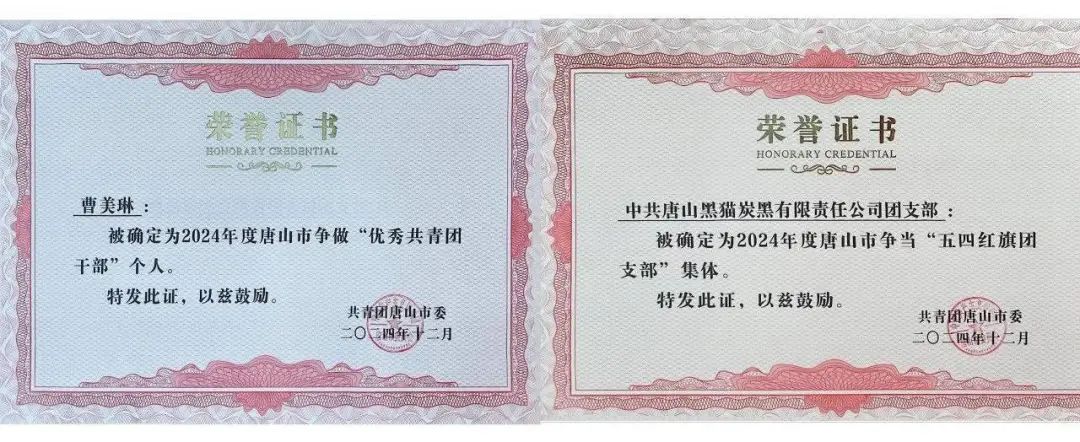 荣誉证书
HONORARY CREDENTIAL
曹美琳：
被确定为2024年度唐山市争做“优秀共青团
干部”个人。
特发此证，以兹鼓励。
共青团唐山市委
二〇二四年十二月
荣誉证书
HONORARY CREDENTIAL
中共唐山黑猫炭黑有限责任公司团支部：
被确定为2024年度唐山市争当“五四红旗团
支部”集体。
特发此证，以兹鼓励。
共青团唐山市委
二〇二四年十二月